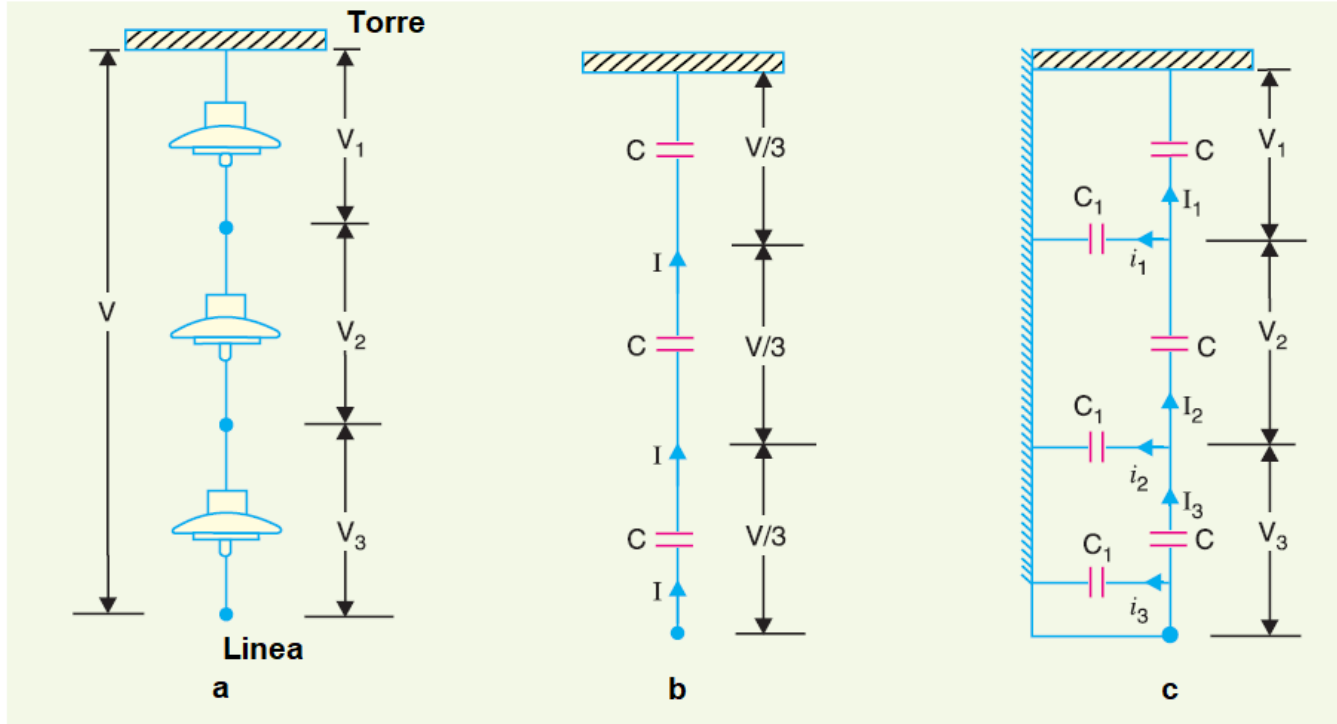 Torre
V
V₁
V₂
V₃
Linea
a
C
V/3
I
C
V/3
I
C
V/3
I
b
C
V₁
I₁
C₁
i₁
C
V₂
I₂
C₁
i₂
I₃
C
V₃
C₁
i₃
c